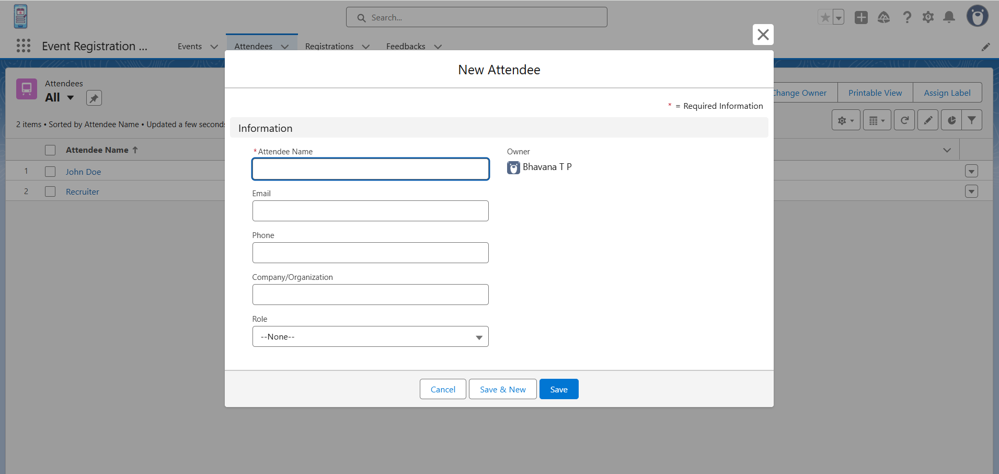 Search...
Event Registration ...
Events
Attendees
Registrations
Feedbacks
New Attendee
Attendees
All
Change Owner
Printable View
Assign Label
* = Required Information
2 items • Sorted by Attendee Name • Updated a few seconds
Information
Attendee Name ↑
*Attendee Name
Owner
Bhavana T P
1
John Doe
2
Recruiter
Email
Phone
Company/Organization
Role
--None--
Cancel
Save & New
Save